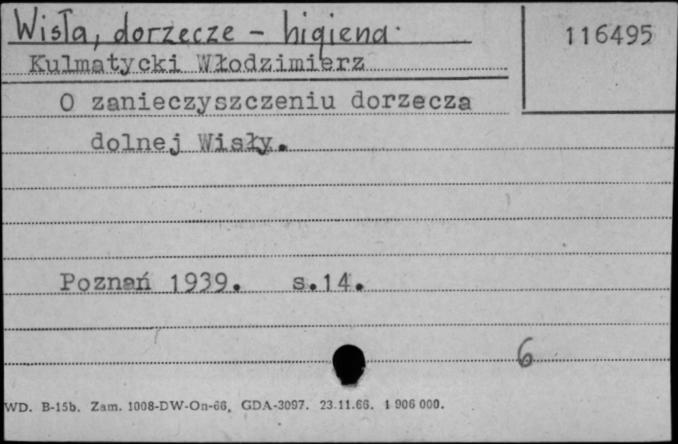 Wisła, dorzecze - higiena.
116495
Kulmatycki Włodzimierz
O zanieczyszczeniu dorzecza
dolnej Wisły.
Poznań 1939. s.14.
6
WD. B-15b. Zam. 1008-DW-On-66. GDA-3097. 23.11.66. 1 906 000.